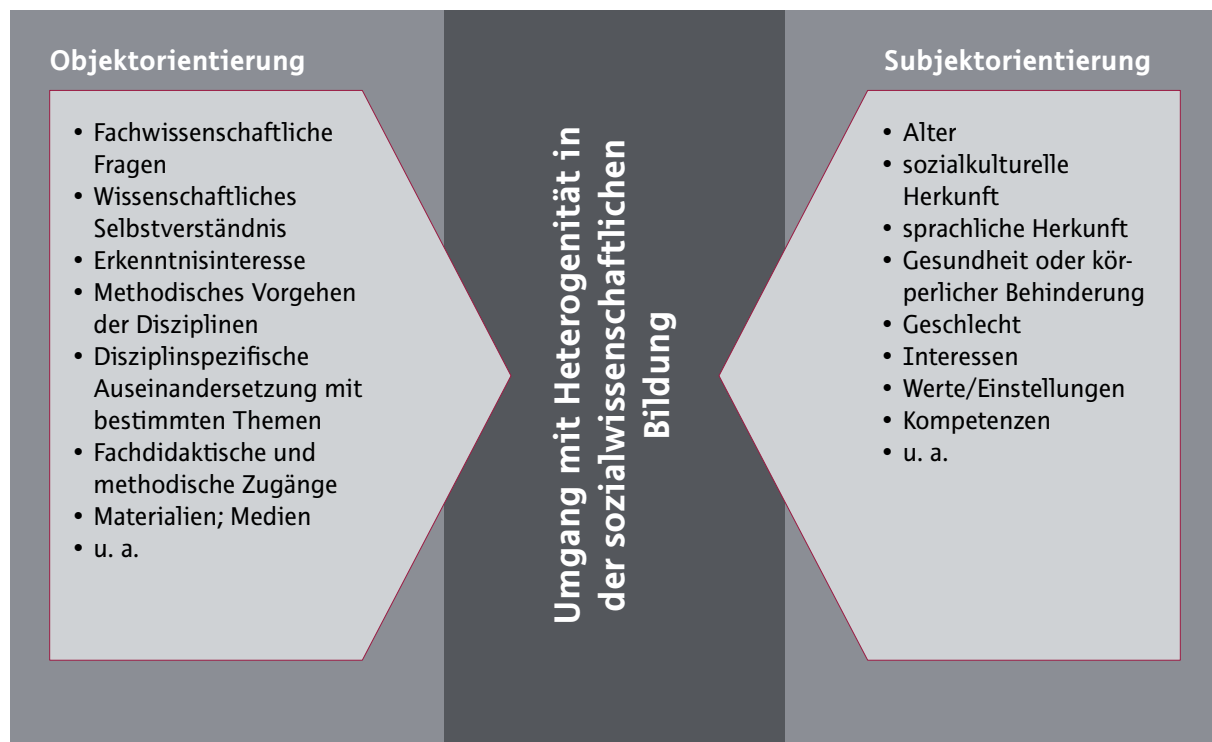 Objektorientierung
• Fachwissenschaftliche
Fragen
• Wissenschaftliches
Selbstverständnis
• Erkenntnisinteresse
• Methodisches Vorgehen
der Disziplinen
• Disziplinspezifische
Auseinandersetzung mit
bestimmten Themen
• Fachdidaktische und
methodische Zugänge
• Materialien; Medien
• u. a.
Umgang mit Heterogenität in
der sozialwissenschaftlichen
Bildung
Subjektorientierung
• Alter
• sozialkulturelle
Herkunft
• sprachliche Herkunft
• Gesundheit oder kör-
perlicher Behinderung
• Geschlecht
• Interessen
• Werte/Einstellungen
• Kompetenzen
• u. a.